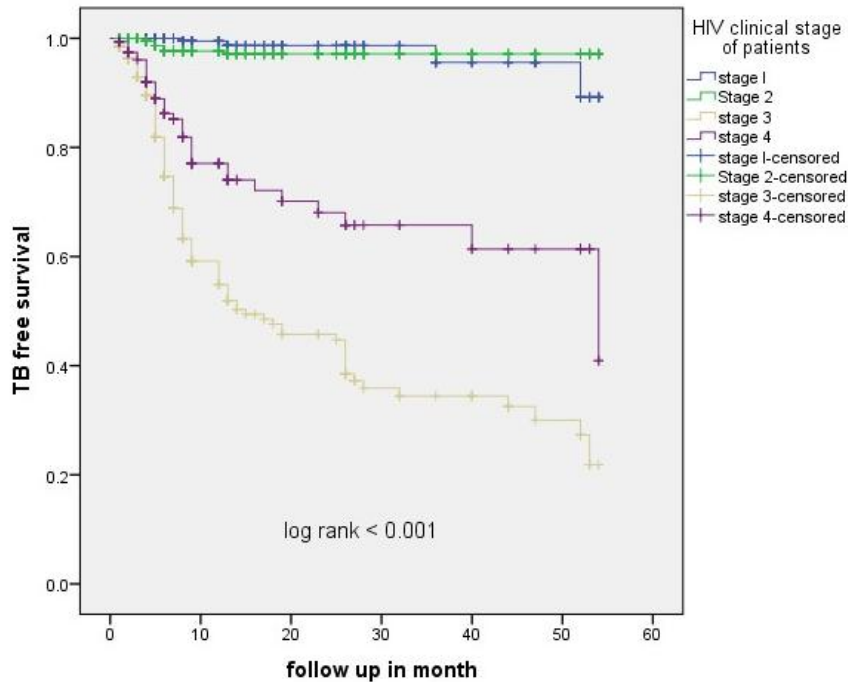 HIV clinical stage
of patients
stage I
Stage 2
stage 3
stage 4
stage I-censored
Stage 2-censored
stage 3-censored
stage 4-censored
TB free survival
1.0
0.8
0.6
0.4
0.2
0.0
log rank < 0.001
0 10 20 30 40 50 60
follow up in month